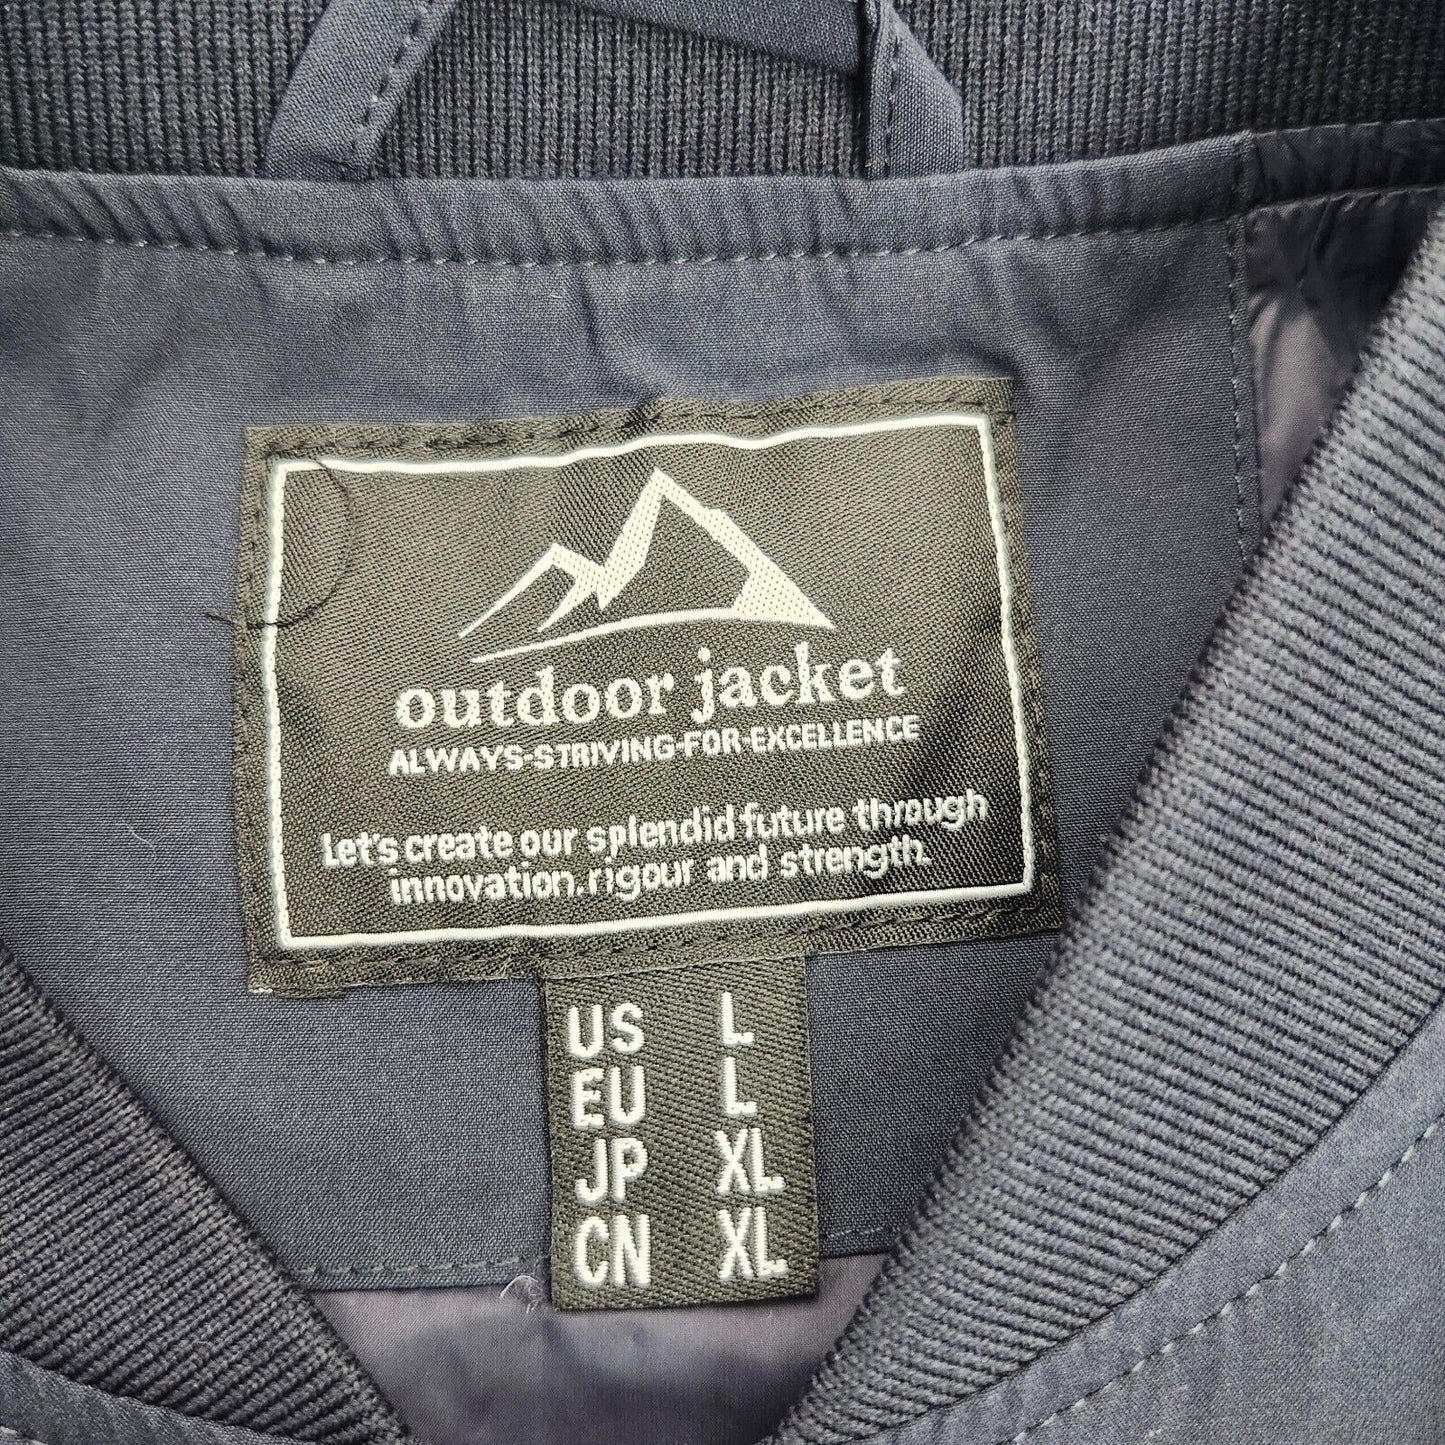 outdoor jacket
ALWAYS-STRIVING-FOR-EXCELLENCE
Let's create our splendid future through
innovation.rigour and strength.
US L
EU L
JP XL
CN XL